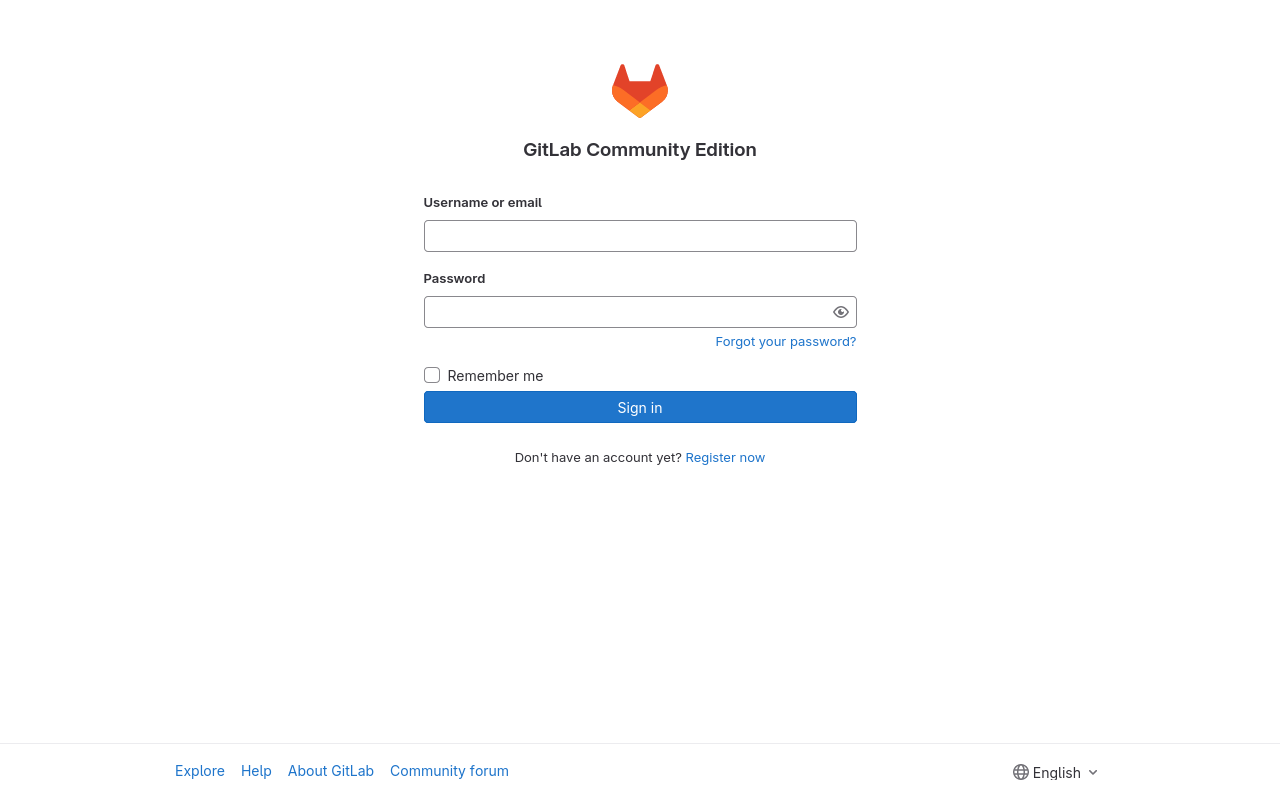 GitLab Community Edition
Username or email
Password
Forgot your password?
Remember me
Sign in
Don't have an account yet? Register now
Explore Help About GitLab Community forum English